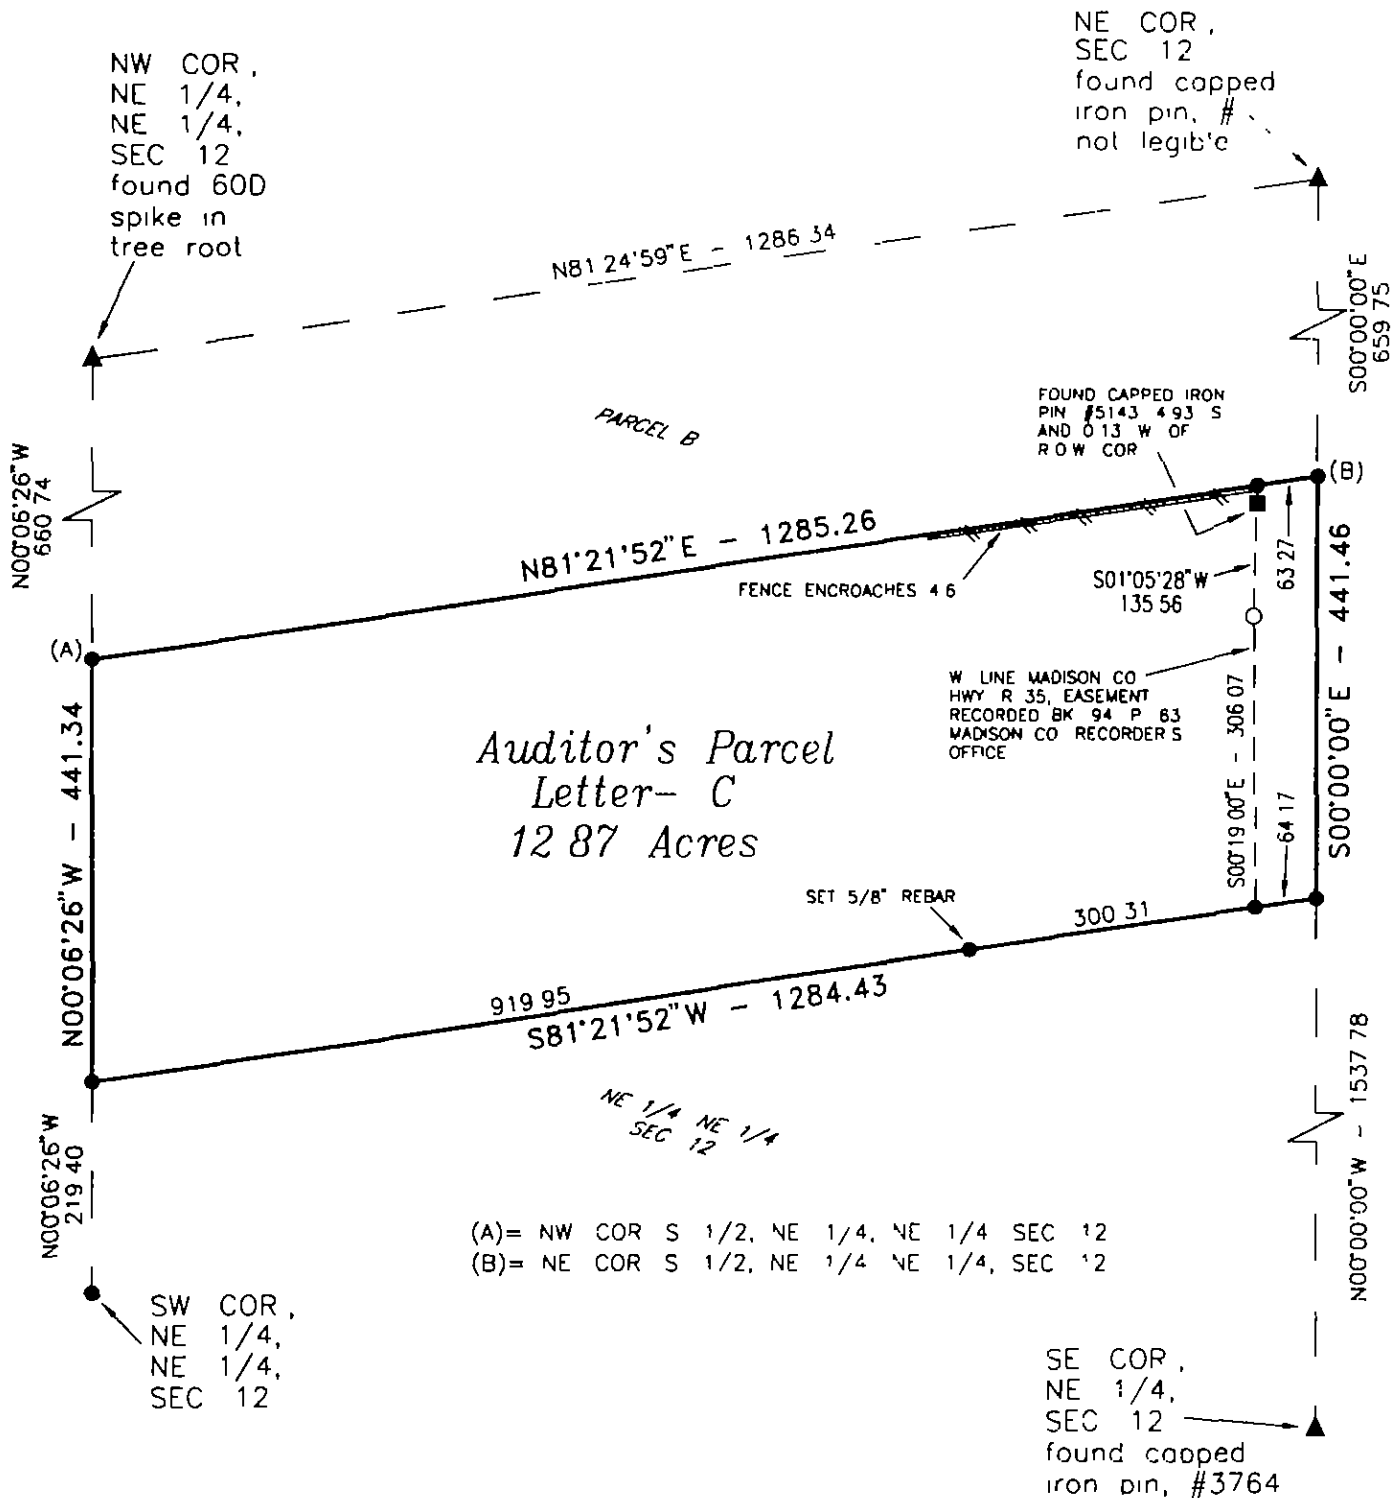 NE COR,
SEC 12
found capped
iron pin, #
not legible
NW COR,
NE 1/4,
NE 1/4,
SEC 12
found 60D
spike in
tree root
N81 24'59"E - 1286 34
S00°00'00"E
659 75
PARCEL B
FOUND CAPPED IRON
PIN #5143 4 93 S
AND 0 13 W OF
R O W COR
N00°06'26"W
660 74
(B)
N81°21'52"E - 1285.26
FENCE ENCROACHES 4 6
S01°05'28"W
135 56
63 27
S00°00'00"E - 441.46
(A)
W LINE MADISON CO
HWY R 35, EASEMENT
RECORDED BK 94 P 63
MADISON CO RECORDER S
OFFICE
S00°19 00"E - 306 07
N00°06'26"W - 441.34
Auditor's Parcel
Letter- C
12 87 Acres
64 17
SET 5/8" REBAR
300 31
919 95
S81°21'52"W - 1284.43
NE 1/4 NE 1/4
SEC 12
N00°06'26"W
219 40
N00°00'00"W - 1537 78
(A)= NW COR S 1/2, NE 1/4, NE 1/4 SEC 12
(B)= NE COR S 1/2, NE 1/4 NE 1/4, SEC 12
SW COR,
NE 1/4,
NE 1/4,
SEC 12
SE COR,
NE 1/4,
SEC 12
found capped
iron pin, #3764